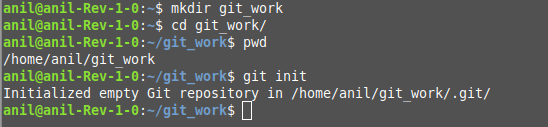 anil@anil-Rev-1-0:~$ mkdir git_work
anil@anil-Rev-1-0:~$ cd git_work/
anil@anil-Rev-1-0:~/git_work$ pwd
/home/anil/git_work
anil@anil-Rev-1-0:~/git_work$ git init
Initialized empty Git repository in /home/anil/git_work/.git/
anil@anil-Rev-1-0:~/git_work$